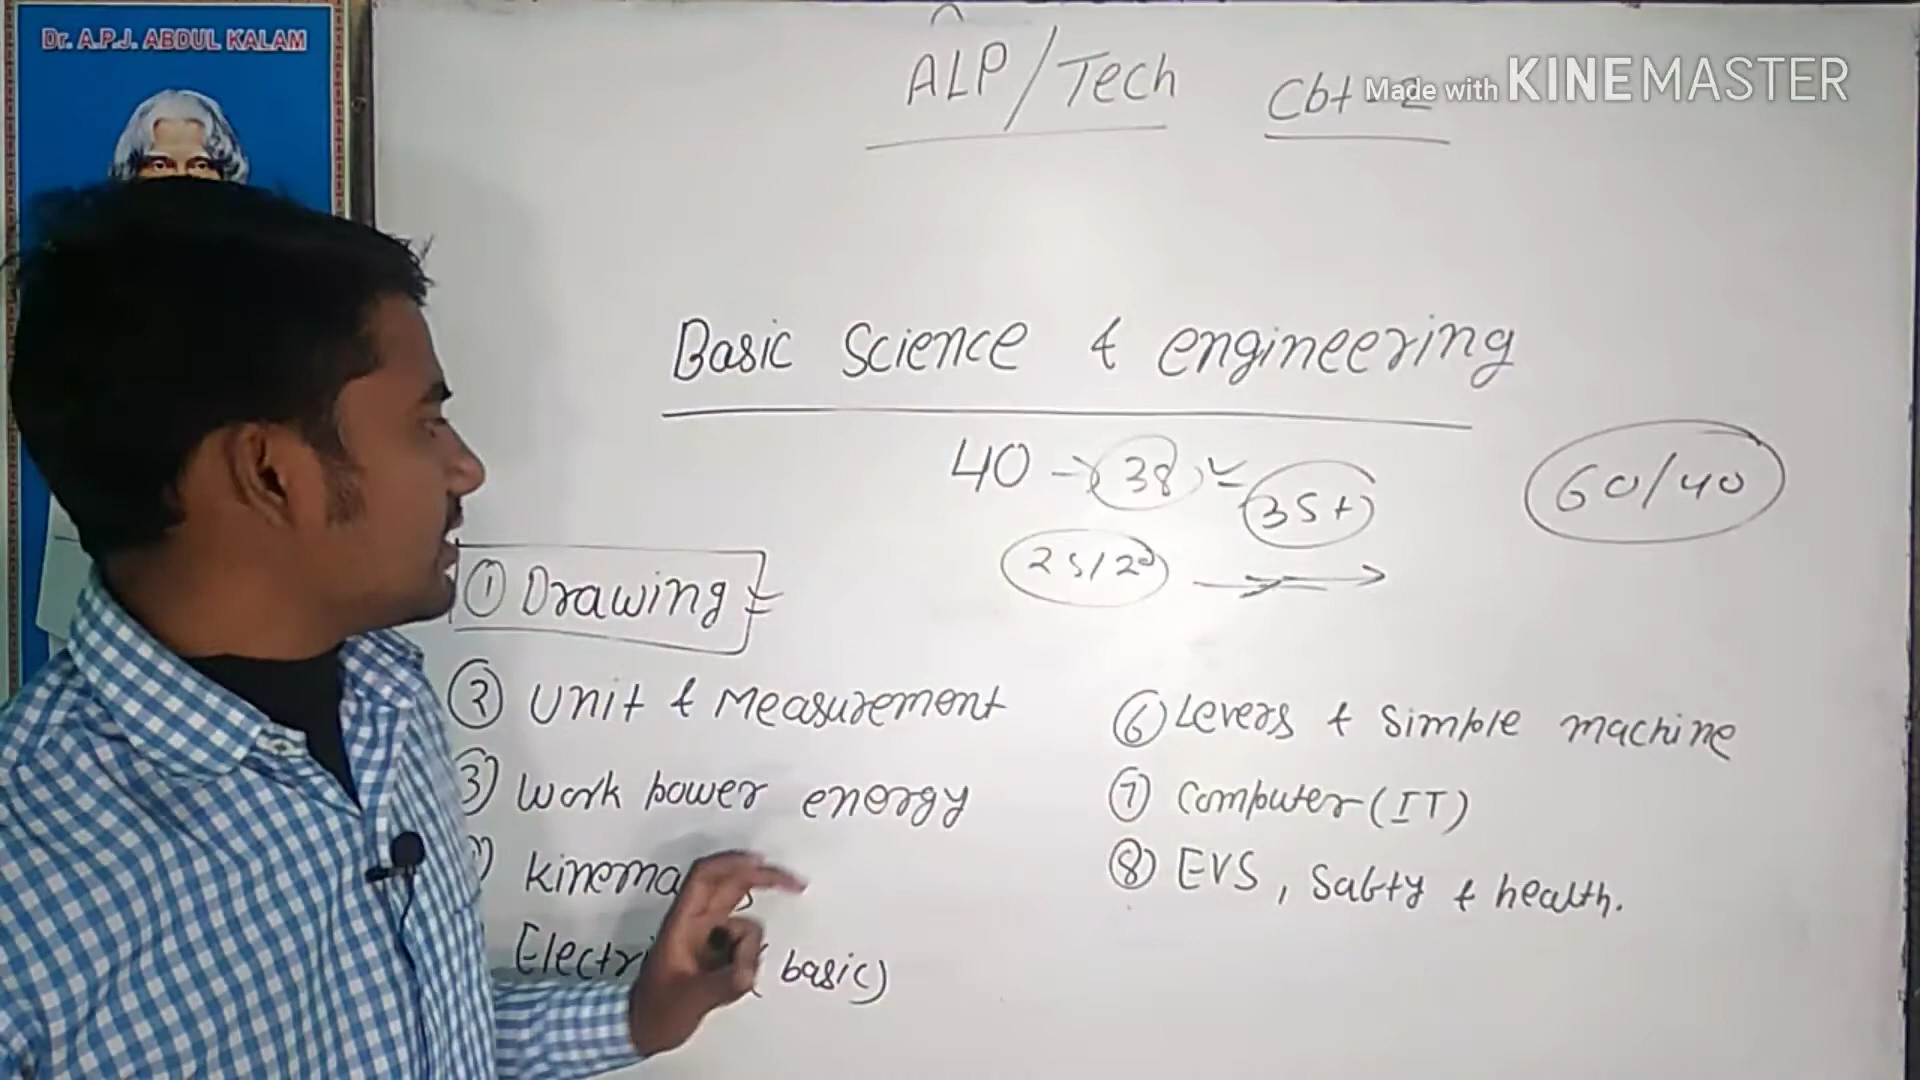 Dr. A.P.J. ABDUL KALAM
ALP/Tech Cbt-2
Made with KINEMASTER
Basic Science & engineering
40 → 38 35+
60/40
25/20
① Drawing
② Unit & Measurement
③ Work power energy
④
Electri (basic)
⑥ Levers & Simple machine
⑦ Computer (IT)
⑧ EVS, Safty & health.